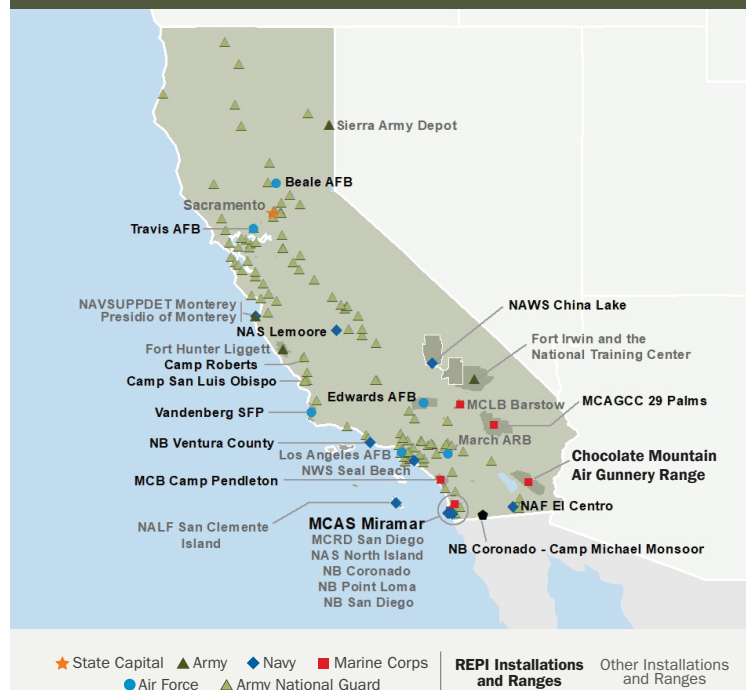 Sierra Army Depot
Beale AFB
Sacramento
Travis AFB
NAVSUPPDET Monterey
Presidio of Monterey
NAS Lemoore
NAWS China Lake
Fort Irwin and the
National Training Center
Fort Hunter Liggett
Camp Roberts
Camp San Luis Obispo
Edwards AFB
MCLB Barstow
MCAGCC 29 Palms
Vandenberg SFP
NB Ventura County
Los Angeles AFB
March ARB
NWS Seal Beach
Chocolate Mountain
Air Gunnery Range
MCB Camp Pendleton
NAF El Centro
NALF San Clemente
Island
MCAS Miramar
MCRD San Diego
NAS North Island
NB Coronado
NB Point Loma
NB San Diego
NB Coronado - Camp Michael Monsoor
State Capital Army Navy Marine Corps
Air Force Army National Guard
REPI Installations
and Ranges
Other Installations
and Ranges